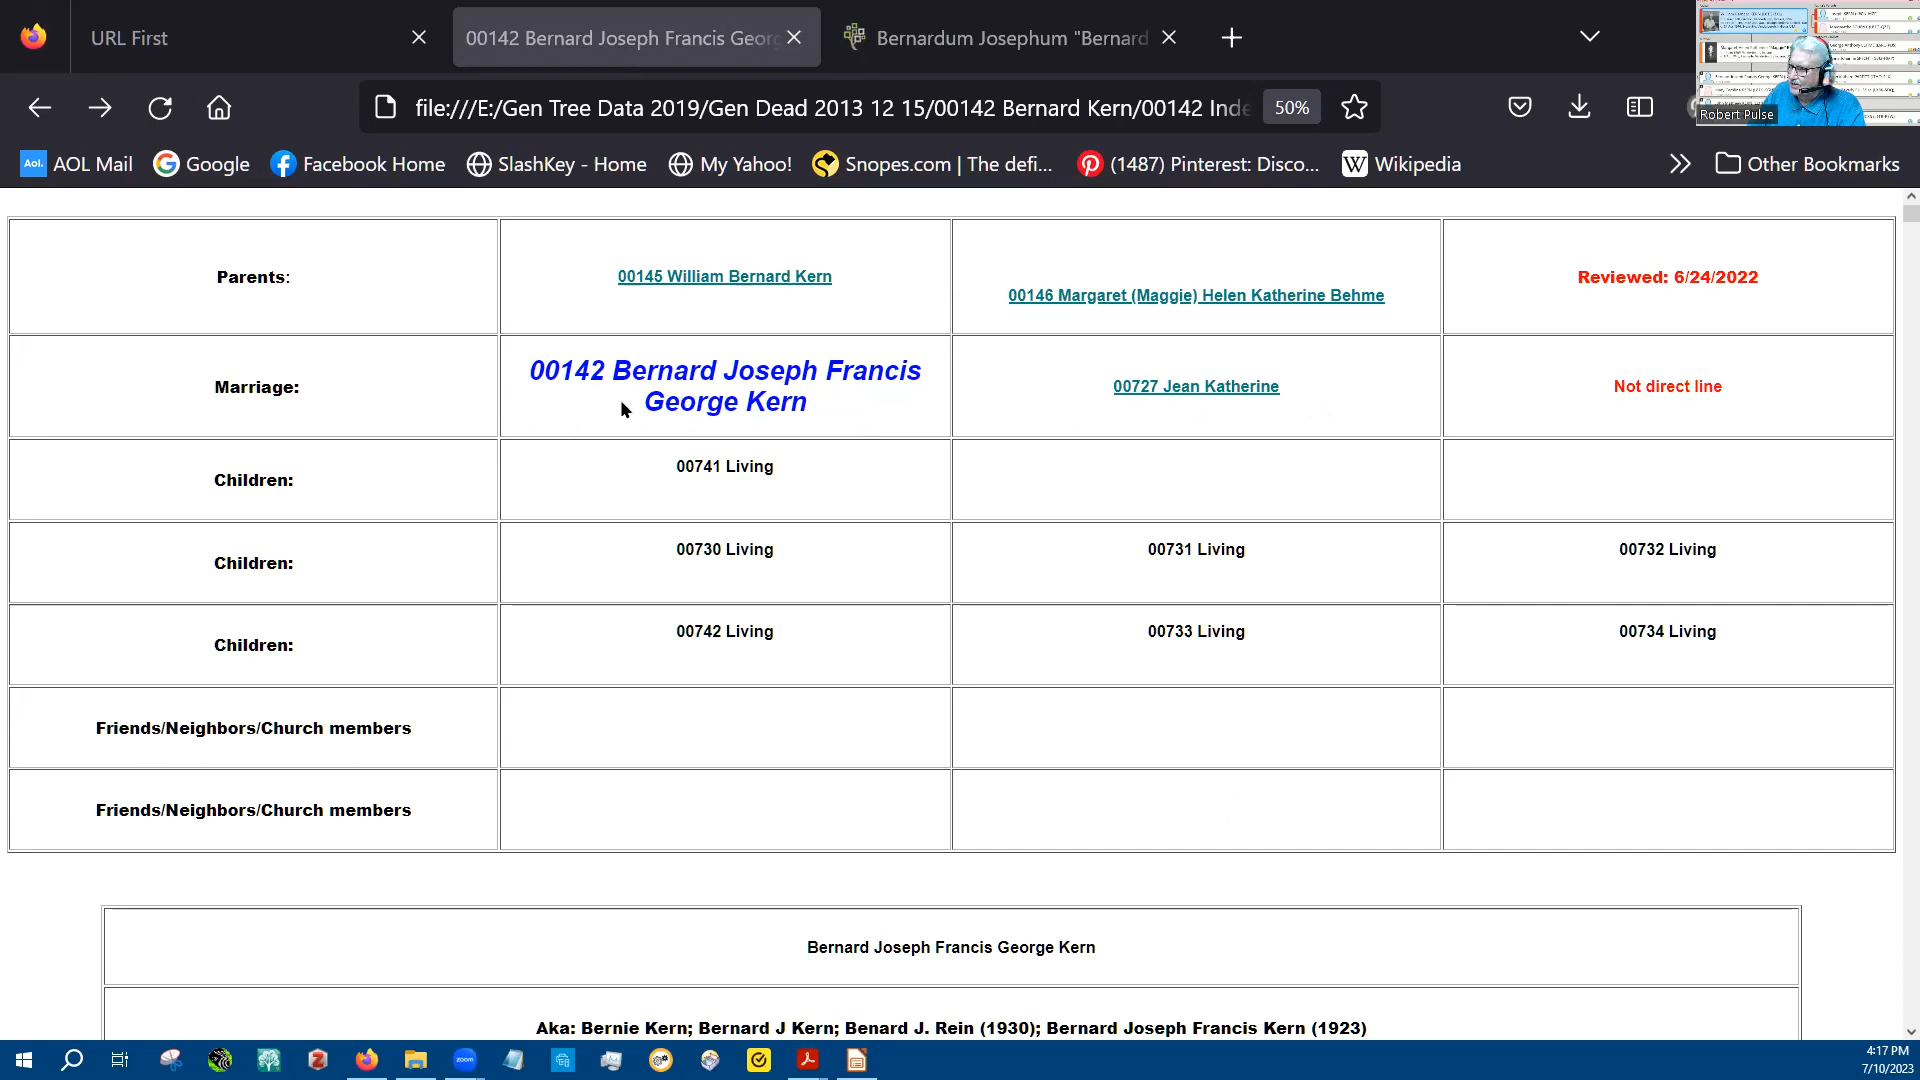 URL First
00142 Bernard Joseph Francis Geor
Bernardum Josephum "Bernard
file:///E:/Gen Tree Data 2019/Gen Dead 2013 12 15/00142 Bernard Kern/00142 Inde
50%
Robert Pulse
Aol.
AOL Mail
Google
Facebook Home
SlashKey - Home
My Yahoo!
Snopes.com | The defi...
(1487) Pinterest: Disco...
W
Wikipedia
Other Bookmarks
Parents:
00145 William Bernard Kern
00146 Margaret (Maggie) Helen Katherine Behme
Reviewed: 6/24/2022
Marriage:
00142 Bernard Joseph Francis
George Kern
00727 Jean Katherine
Not direct line
Children:
00741 Living
Children:
00730 Living
00731 Living
00732 Living
Children:
00742 Living
00733 Living
00734 Living
Friends/Neighbors/Church members
Friends/Neighbors/Church members
Bernard Joseph Francis George Kern
Aka: Bernie Kern; Bernard J Kern; Benard J. Rein (1930); Bernard Joseph Francis Kern (1923)
zoom
4:17 PM
7/10/2023